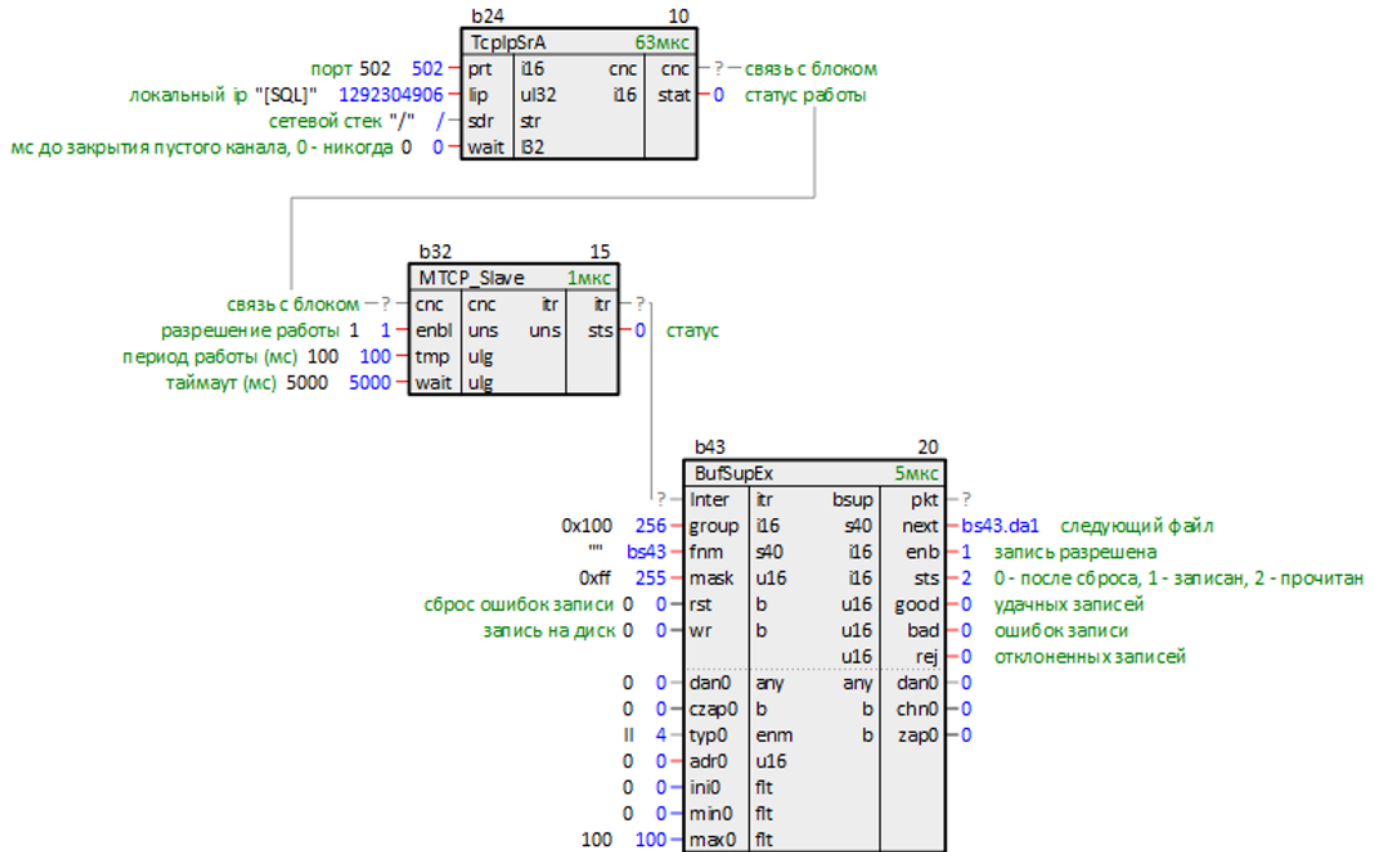 b24 10
TcpIpSrA 63мкс
порт 502 502 prt i16 cnc cnc ? связь с блоком
локальный ip "[SQL]" 1292304906 lip ul32 i16 stat 0 статус работы
сетевой стек "/" / sdr str
мс до закрытия пустого канала, 0 - никогда 0 0 wait l32
b32 15
MTCP_Slave 1мкс
связь с блоком ? cnc cnc itr itr ?
разрешение работы 1 1 enbl uns uns sts 0 статус
период работы (мс) 100 100 tmp ulg
таймаут (мс) 5000 5000 wait ulg
b43 20
BufSupEx 5мкс
? Inter itr bsup pkt ?
0x100 256 group i16 s40 next bs43.da1 следующий файл
"" bs43 fnm s40 i16 enb 1 запись разрешена
0xff 255 mask u16 i16 sts 2 0 - после сброса, 1 - записан, 2 - прочитан
сброс ошибок записи 0 0 rst b u16 good 0 удачных записей
запись на диск 0 0 wr b u16 bad 0 ошибок записи
u16 rej 0 отклоненных записей
0 0 dan0 any any dan0 0
0 0 czap0 b b chn0 0
II 4 typ0 enm b zap0 0
0 0 adr0 u16
0 0 ini0 flt
0 0 min0 flt
100 100 max0 flt